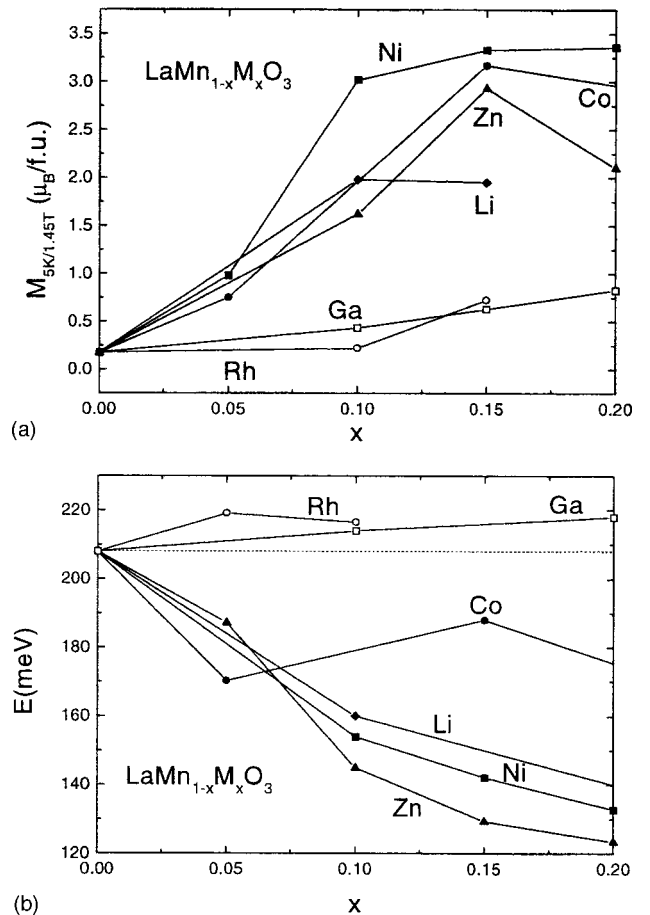 3.5
3.0
2.5
2.0
1.5
1.0
0.5
0.0
M5K/1.45T (μB/f.u.)
LaMn1-xMxO3
Ni
Co
Zn
Li
Ga
Rh
0.00 0.05 0.10 0.15 0.20
(a)
x
220
200
180
160
140
120
E(meV)
Rh
Ga
Co
Li
Ni
Zn
LaMn1-xMxO3
0.00 0.05 0.10 0.15 0.20
(b)
x